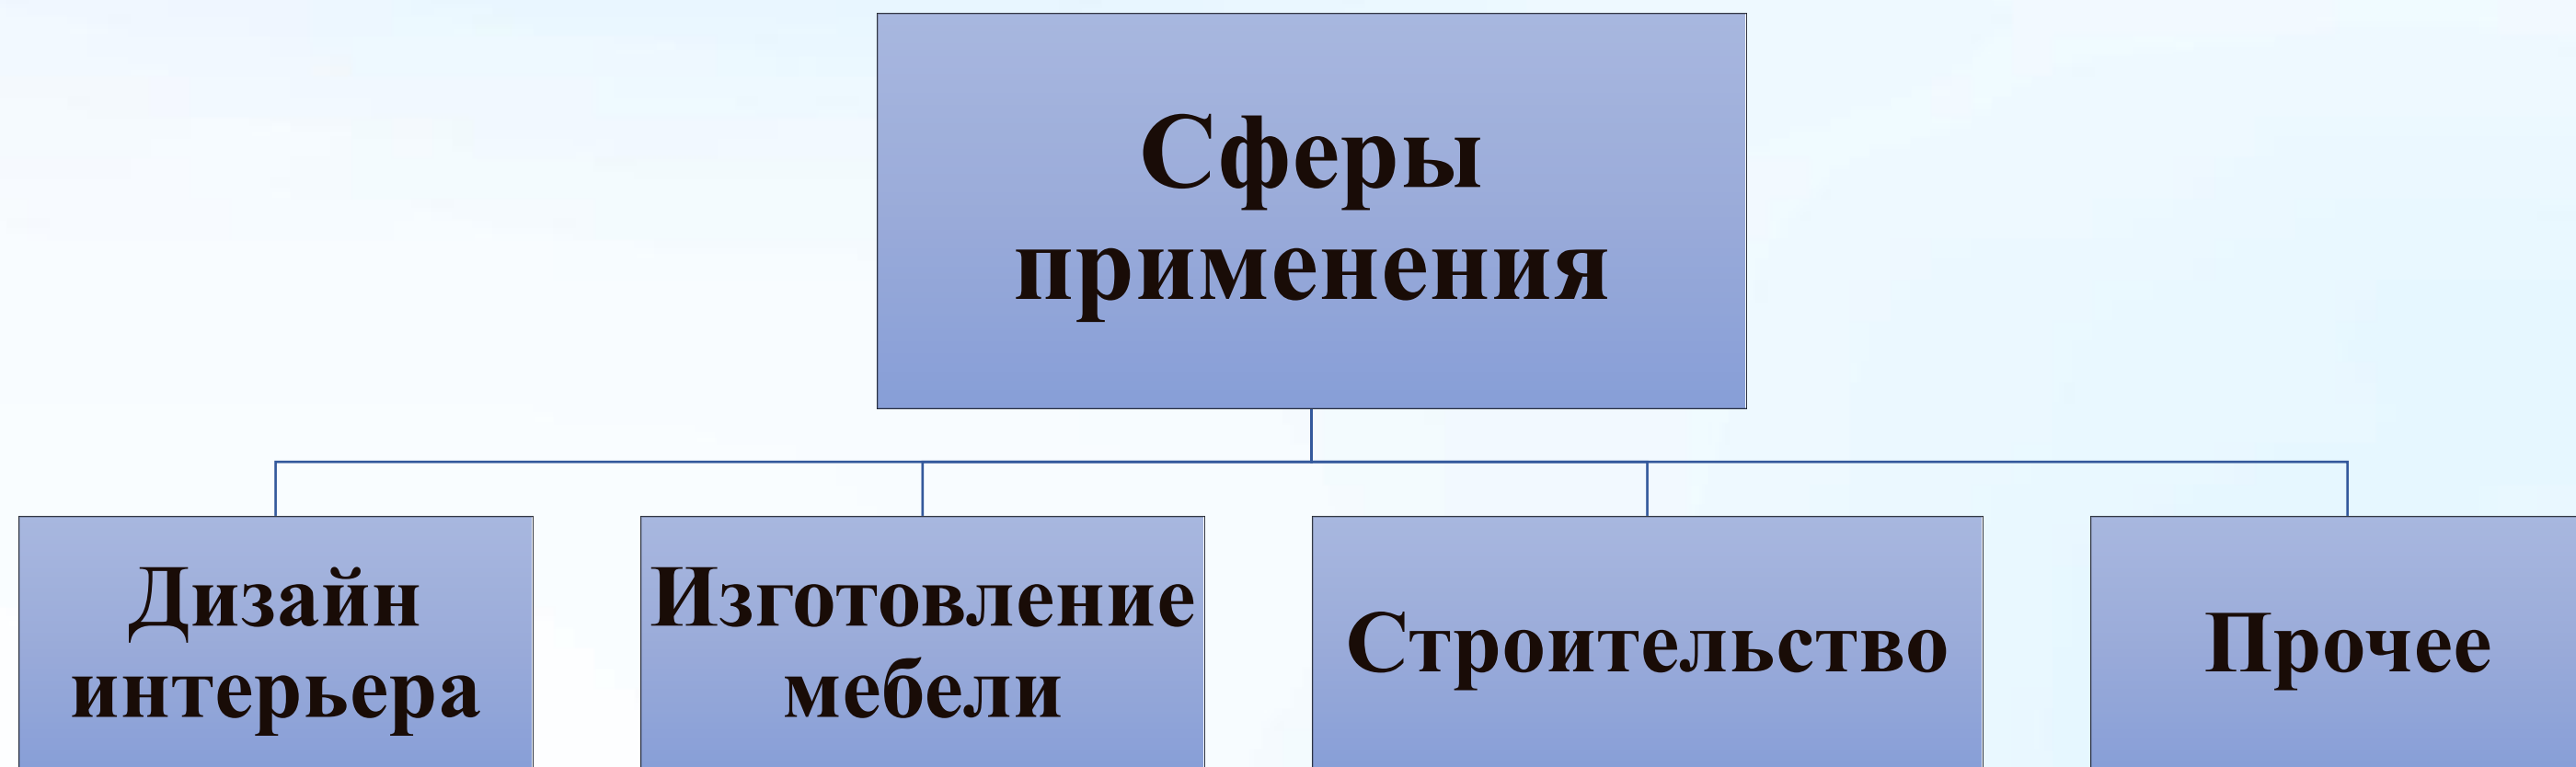 Сферы
применения
Дизайн
интерьера
Изготовление
мебели
Строительство
Прочее